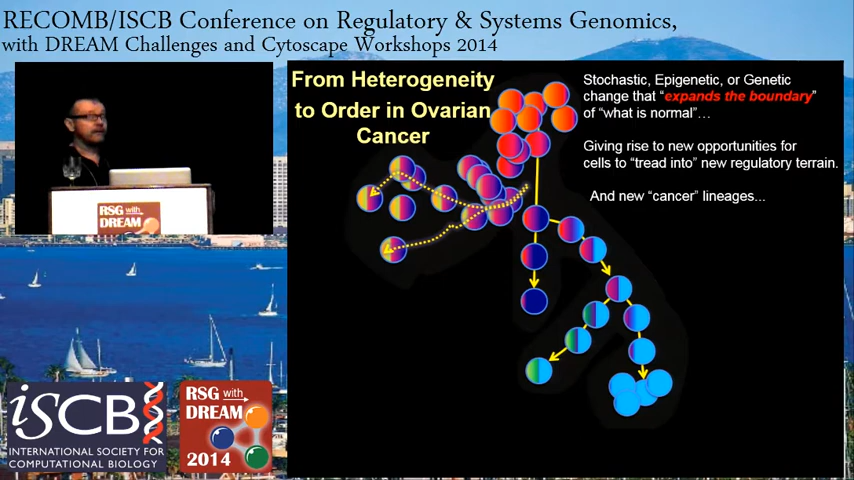 RECOMB/ISCB Conference on Regulatory & Systems Genomics,
with DREAM Challenges and Cytoscape Workshops 2014
From Heterogeneity
to Order in Ovarian
Cancer
Stochastic, Epigenetic, or Genetic
change that “expands the boundary”
of “what is normal”…
Giving rise to new opportunities for
cells to “tread into” new regulatory terrain.
And new “cancer” lineages...
RSG with
DREAM
iSCB
INTERNATIONAL SOCIETY FOR
COMPUTATIONAL BIOLOGY
RSG with
DREAM
2014